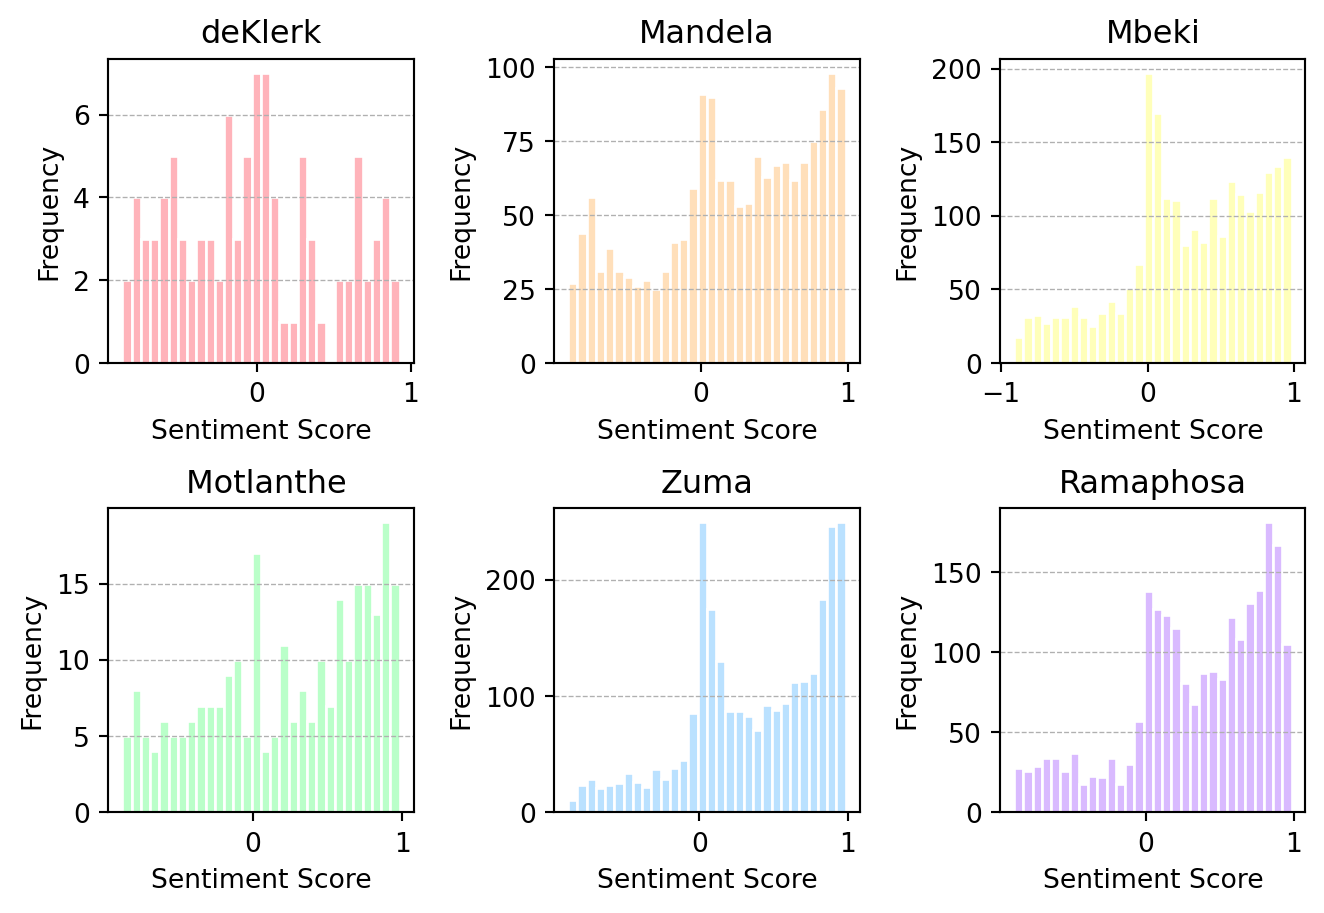 deKlerk
Frequency
6
4
2
0
0 1
Sentiment Score
Mandela
Frequency
100
75
50
25
0
0 1
Sentiment Score
Mbeki
Frequency
200
150
100
50
0
−1 0 1
Sentiment Score
Motlanthe
Frequency
15
10
5
0
0 1
Sentiment Score
Zuma
Frequency
200
100
0
0 1
Sentiment Score
Ramaphosa
Frequency
150
100
50
0
0 1
Sentiment Score